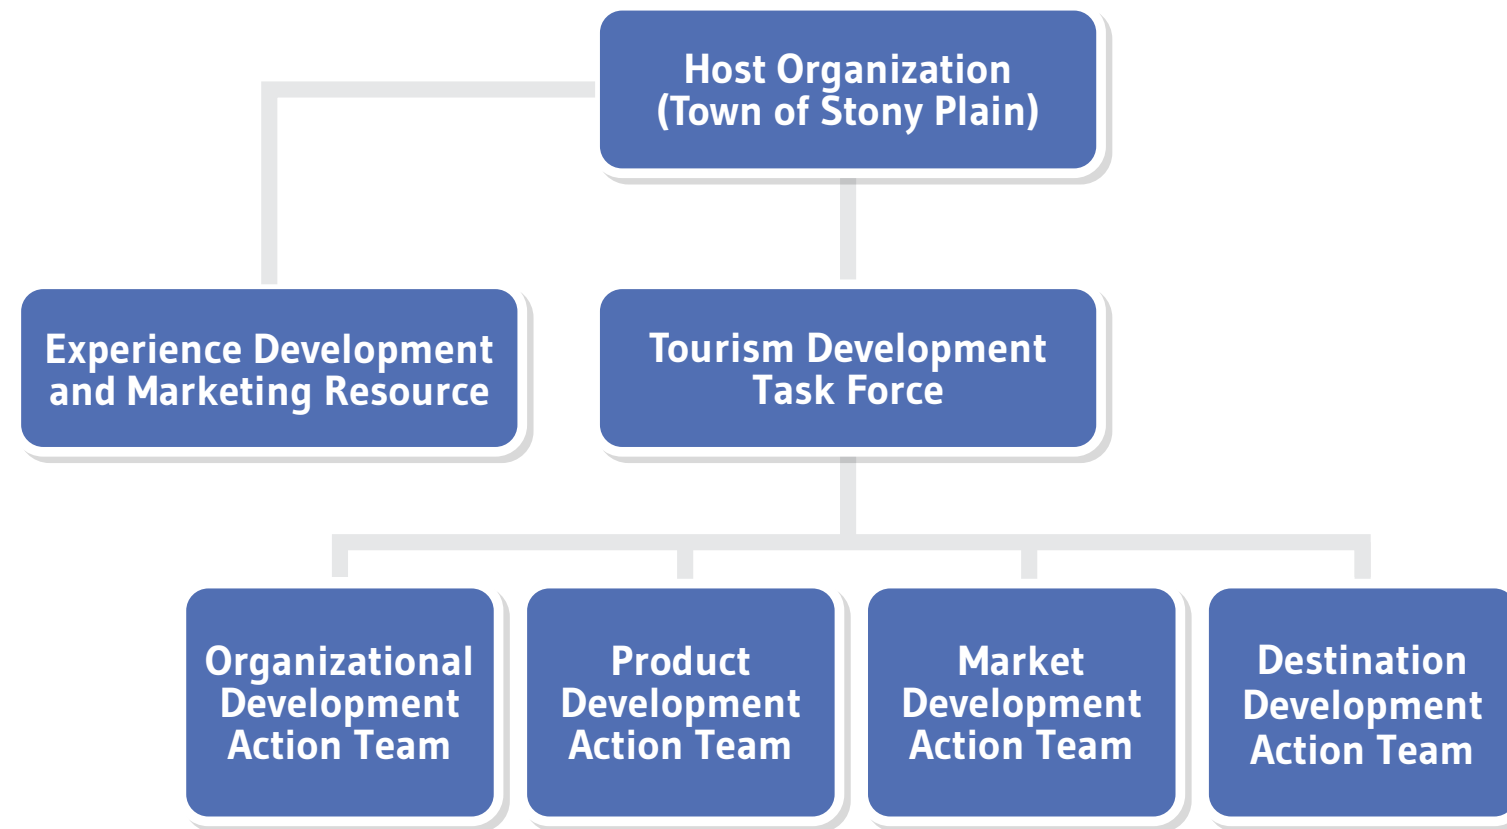 Host Organization
(Town of Stony Plain)
Experience Development
and Marketing Resource
Tourism Development
Task Force
Organizational
Development
Action Team
Product
Development
Action Team
Market
Development
Action Team
Destination
Development
Action Team